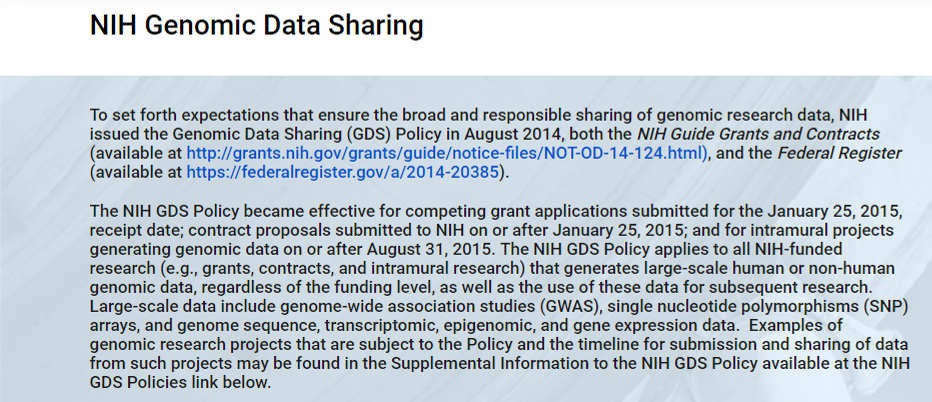 NIH Genomic Data Sharing
To set forth expectations that ensure the broad and responsible sharing of genomic research data, NIH
issued the Genomic Data Sharing (GDS) Policy in August 2014, both the NIH Guide Grants and Contracts
(available at http://grants.nih.gov/grants/guide/notice-files/NOT-OD-14-124.html), and the Federal Register
(available at https://federalregister.gov/a/2014-20385).
The NIH GDS Policy became effective for competing grant applications submitted for the January 25, 2015,
receipt date; contract proposals submitted to NIH on or after January 25, 2015; and for intramural projects
generating genomic data on or after August 31, 2015. The NIH GDS Policy applies to all NIH-funded
research (e.g., grants, contracts, and intramural research) that generates large-scale human or non-human
genomic data, regardless of the funding level, as well as the use of these data for subsequent research.
Large-scale data include genome-wide association studies (GWAS), single nucleotide polymorphisms (SNP)
arrays, and genome sequence, transcriptomic, epigenomic, and gene expression data.  Examples of
genomic research projects that are subject to the Policy and the timeline for submission and sharing of data
from such projects may be found in the Supplemental Information to the NIH GDS Policy available at the NIH
GDS Policies link below.